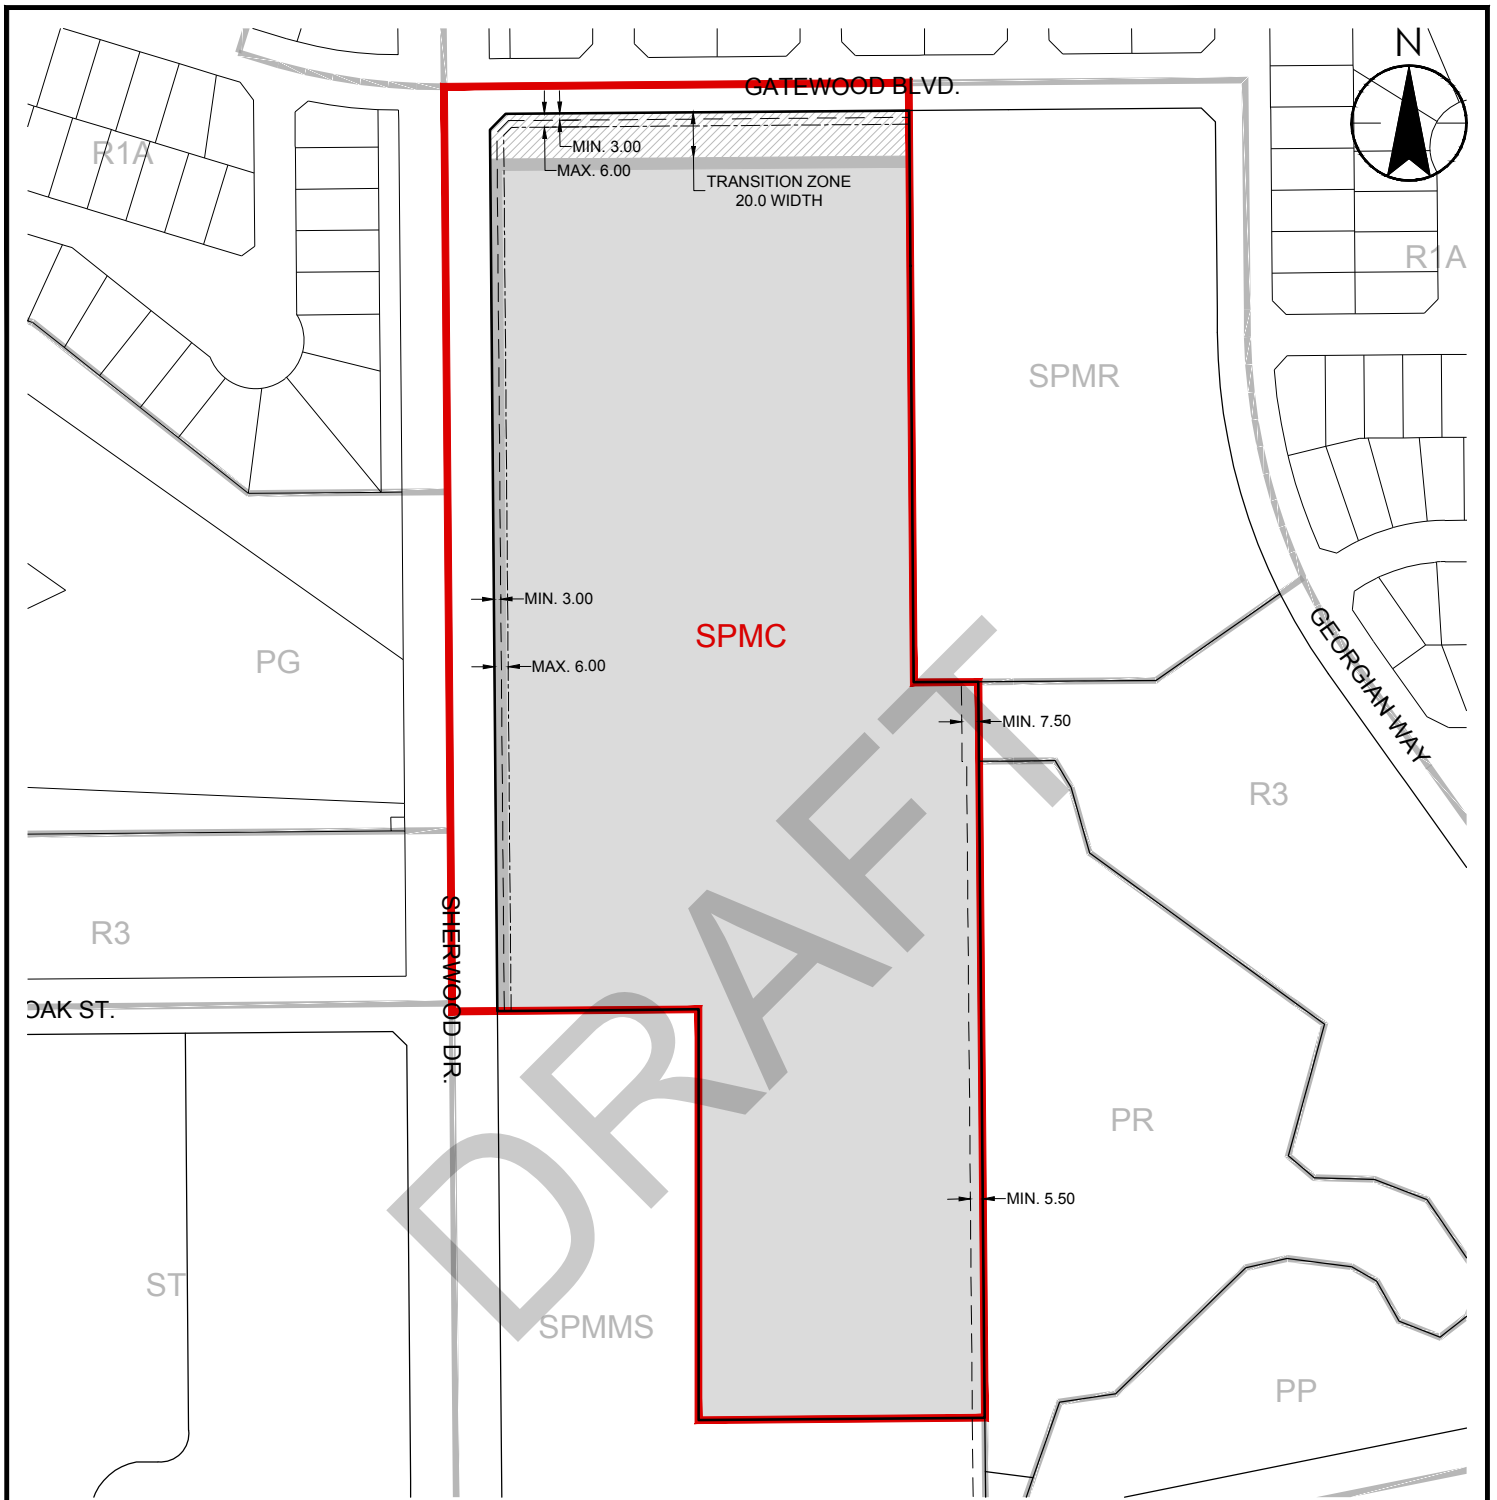 N
GATEWOOD BLVD.
MIN. 3.00
MAX. 6.00
TRANSITION ZONE
20.0 WIDTH
R1A
R1A
SPMR
MIN. 3.00
SPMC
MAX. 6.00
PG
GEORGIAN WAY
MIN. 7.50
R3
R3
SHERWOOD DR.
OAK ST.
DRAFT
PR
MIN. 5.50
ST
SPMMS
PP